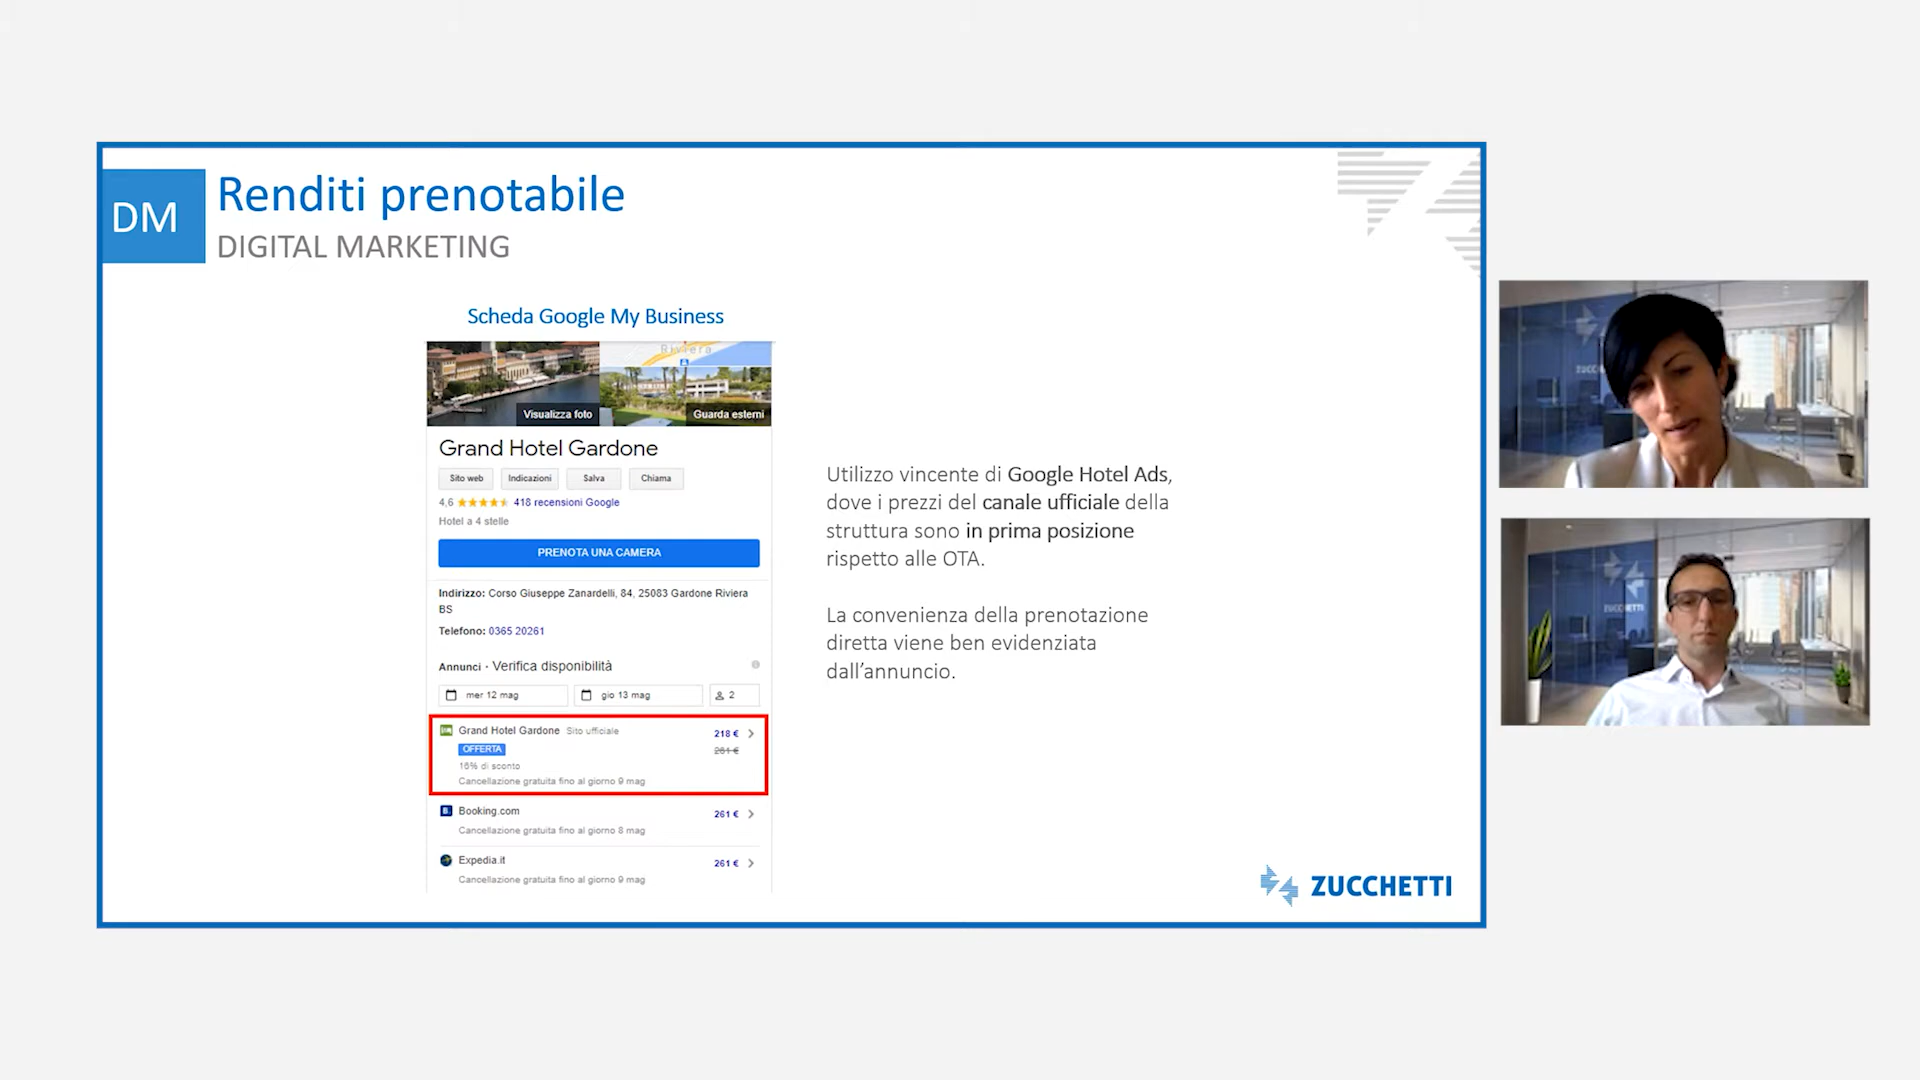 DM
Renditi prenotabile
DIGITAL MARKETING
Scheda Google My Business
Riviera
Visualizza foto
Guarda esterni
Grand Hotel Gardone
Sito web
Indicazioni
Salva
Chiama
4,6
418 recensioni Google
Hotel a 4 stelle
PRENOTA UNA CAMERA
Indirizzo: Corso Giuseppe Zanardelli, 84, 25083 Gardone Riviera
BS
Telefono: 0365 20261
Annunci · Verifica disponibilità
mer 12 mag
gio 13 mag
2
Grand Hotel Gardone Sito ufficiale
218 €
OFFERTA
261 €
16% di sconto
Cancellazione gratuita fino al giorno 9 mag
Booking.com
261 €
Cancellazione gratuita fino al giorno 8 mag
Expedia.it
261 €
Cancellazione gratuita fino al giorno 9 mag
Utilizzo vincente di Google Hotel Ads,
dove i prezzi del canale ufficiale della
struttura sono in prima posizione
rispetto alle OTA.
La convenienza della prenotazione
diretta viene ben evidenziata
dall'annuncio.
ZUCCHETTI
ZUCCHETTI